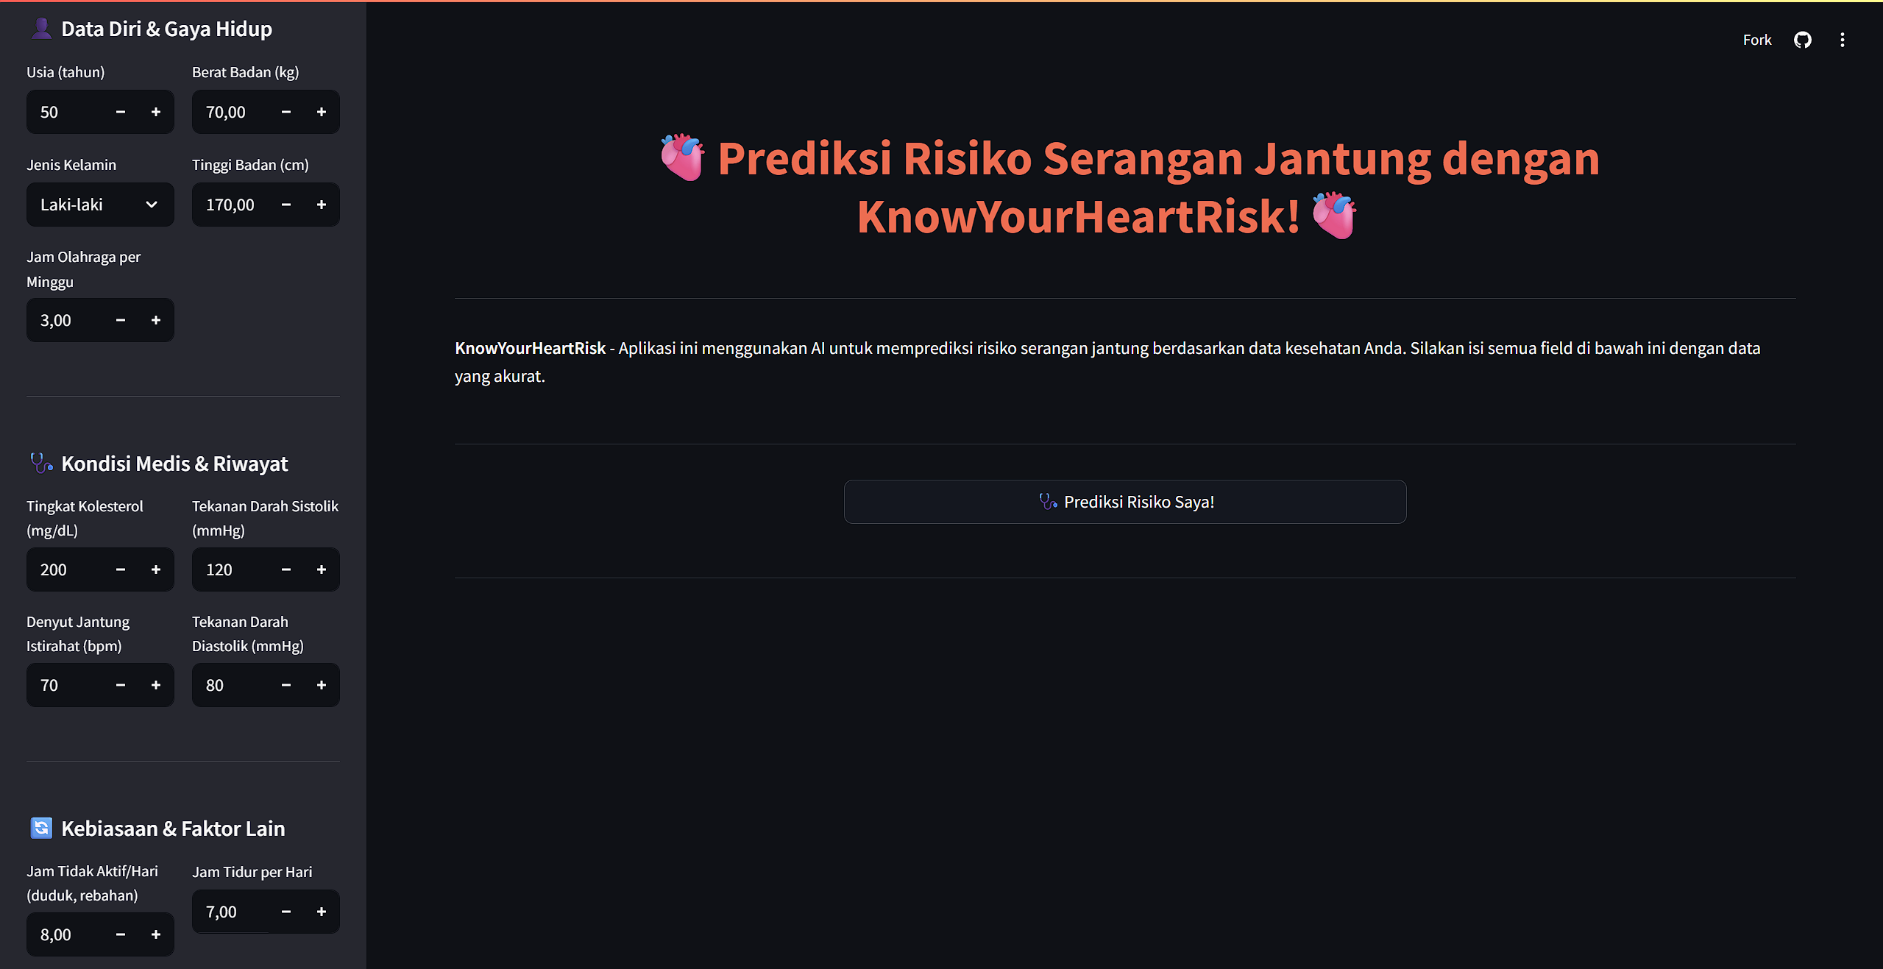 Data Diri & Gaya Hidup
Usia (tahun)
50
Berat Badan (kg)
70,00
Jenis Kelamin
Laki-laki
Tinggi Badan (cm)
170,00
Jam Olahraga per
Minggu
3,00
Kondisi Medis & Riwayat
Tingkat Kolesterol
(mg/dL)
200
Tekanan Darah Sistolik
(mmHg)
120
Denyut Jantung
Istirahat (bpm)
70
Tekanan Darah
Diastolik (mmHg)
80
Kebiasaan & Faktor Lain
Jam Tidak Aktif/Hari
(duduk, rebahan)
8,00
Jam Tidur per Hari
7,00
Fork
Prediksi Risiko Serangan Jantung dengan
KnowYourHeartRisk!
KnowYourHeartRisk - Aplikasi ini menggunakan AI untuk memprediksi risiko serangan jantung berdasarkan data kesehatan Anda. Silakan isi semua field di bawah ini dengan data
yang akurat.
Prediksi Risiko Saya!